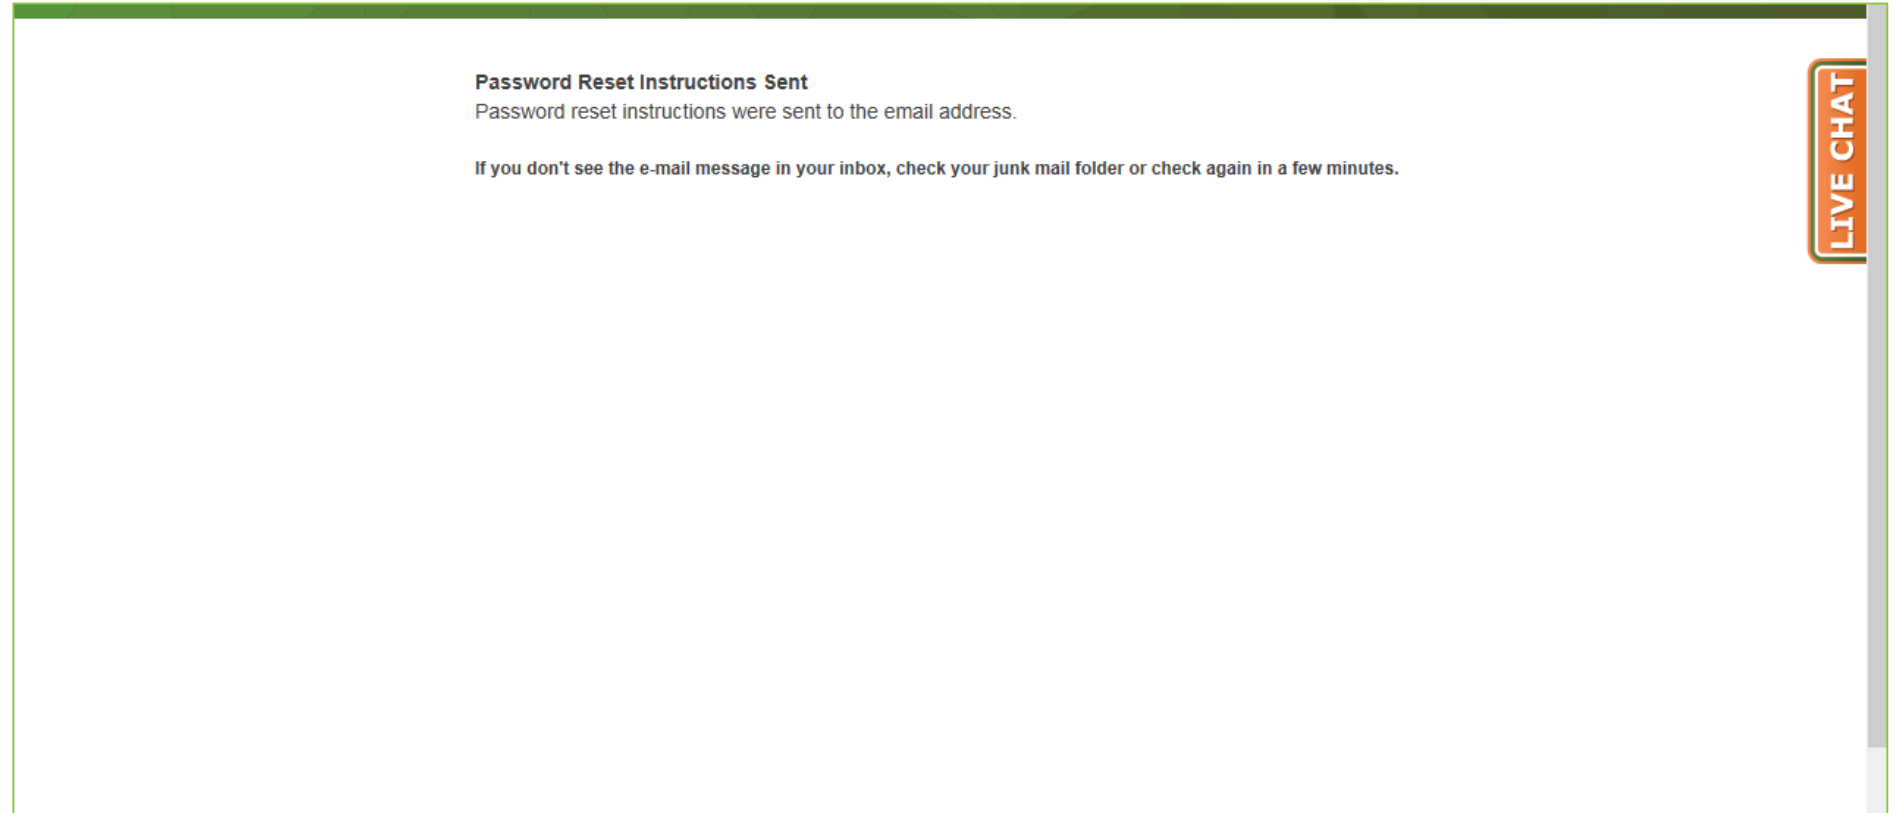 Password Reset Instructions Sent
Password reset instructions were sent to the email address.
If you don't see the e-mail message in your inbox, check your junk mail folder or check again in a few minutes.
LIVE CHAT